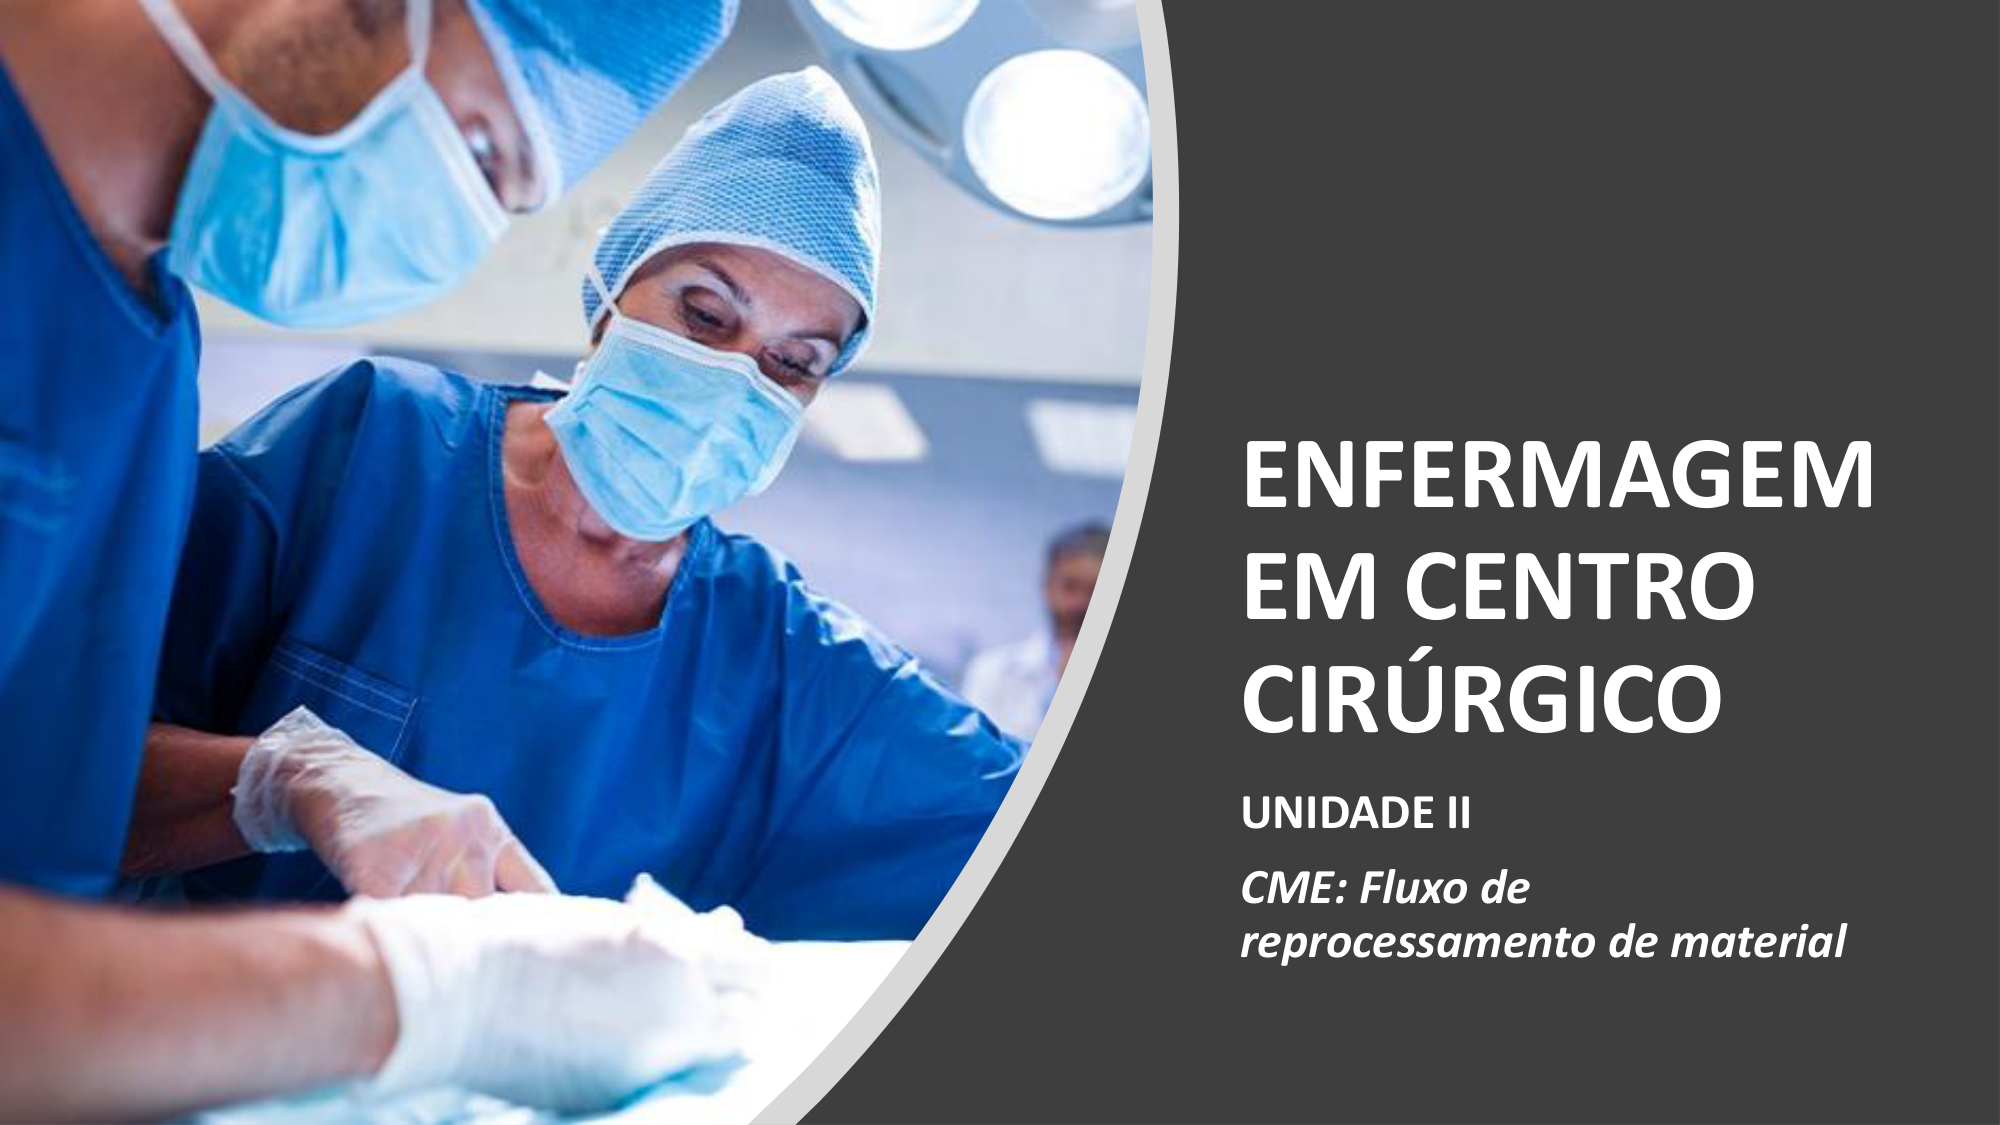 ENFERMAGEM
EM CENTRO
CIRÚRGICO
UNIDADE II
CME: Fluxo de
reprocessamento de material